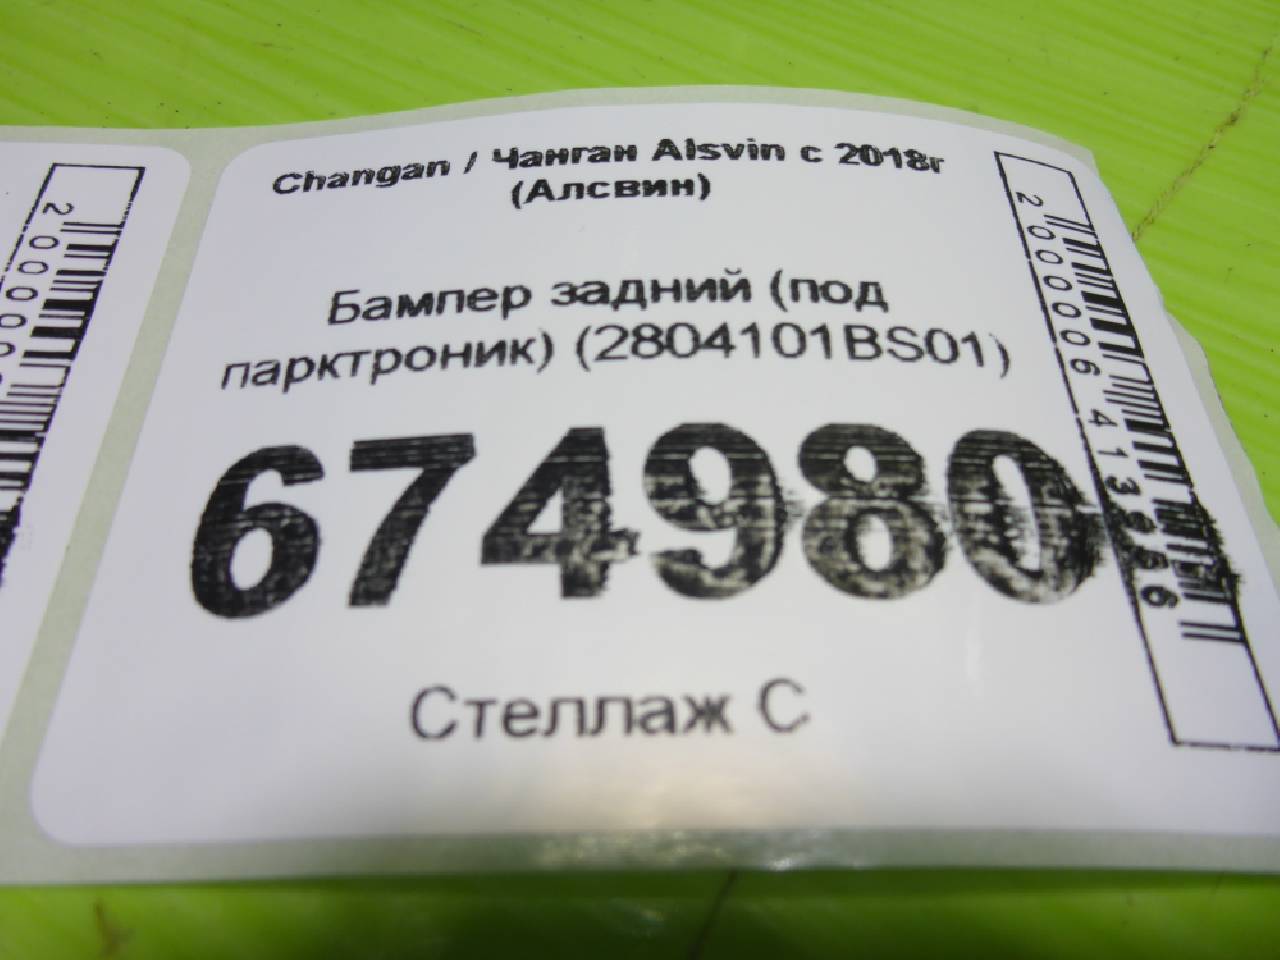 Changan / Чанган Alsvin с 2018г
(Алсвин)
Бампер задний (под
парктроник) (2804101BS01)
674980
Стеллаж С